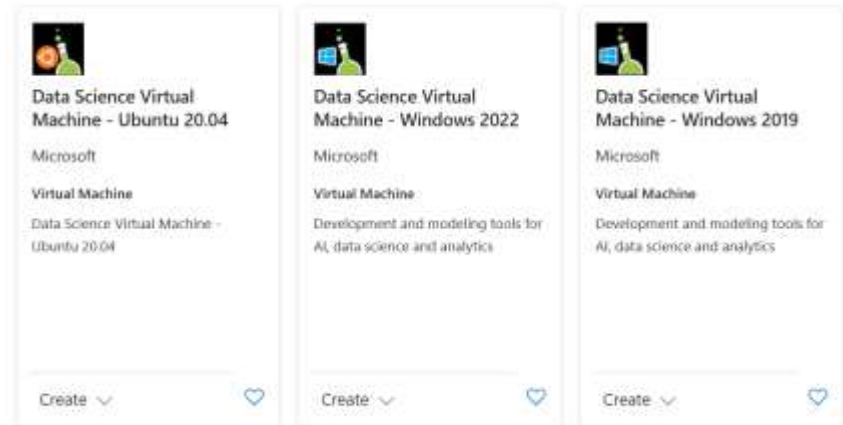 Data Science Virtual
Machine - Ubuntu 20.04
Microsoft
Virtual Machine
Data Science Virtual Machine -
Ubuntu 20.04
Create
Data Science Virtual
Machine - Windows 2022
Microsoft
Virtual Machine
Development and modeling tools for
AI, data science and analytics
Create
Data Science Virtual
Machine - Windows 2019
Microsoft
Virtual Machine
Development and modeling tools for
AI, data science and analytics
Create